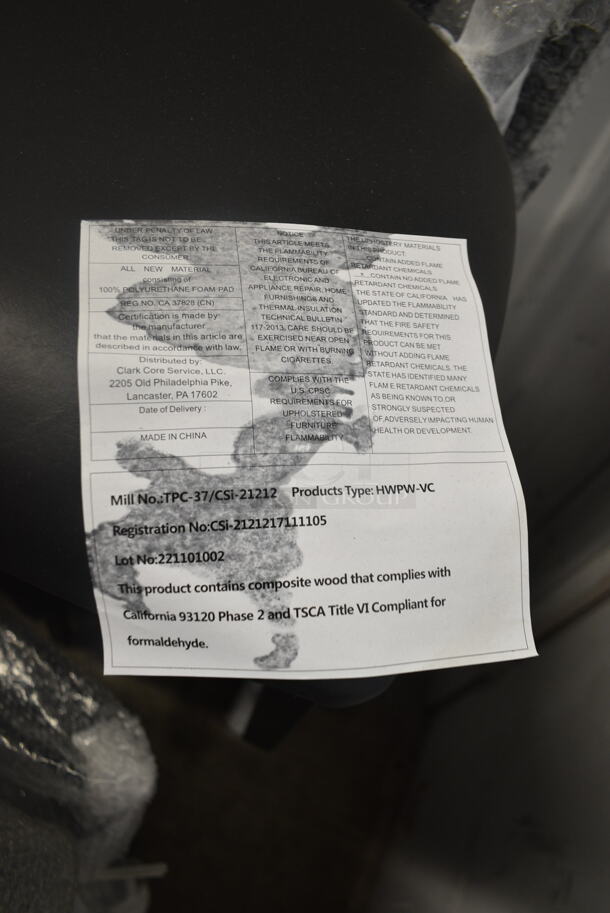 UNDER PENALTY OF LAW
THIS TAG IS NOT TO BE
REMOVED EXCEPT BY THE
CONSUMER
ALL NEW MATERIAL
consisting of
100% POLYURETHANE FOAM PAD
REG NO. CA 37828 (CN)
Certification is made by
the manufacturer
that the materials in this article are
described in accordance with law.
Distributed by:
Clark Core Service, LLC.
2205 Old Philadelphia Pike,
Lancaster, PA 17602
Date of Delivery :
MADE IN CHINA
NOTICE
THIS ARTICLE MEETS
THE FLAMMABILITY
REQUIREMENTS OF
CALIFORNIA BUREAU OF
ELECTRONIC AND
APPLIANCE REPAIR, HOME
FURNISHINGS AND
THERMAL INSULATION
TECHNICAL BULLETIN
117-2013. CARE SHOULD BE
EXERCISED NEAR OPEN
FLAME OR WITH BURNING
CIGARETTES.
COMPLIES WITH THE
U.S. CPSC
REQUIREMENTS FOR
UPHOLSTERED
FURNITURE
FLAMMABILITY
THE UPHOSTERY MATERIALS
IN THIS PRODUCT:
CONTAIN ADDED FLAME
RETARDANT CHEMICALS
x CONTAIN NO ADDED FLAME
RETARDANT CHEMICALS
THE STATE OF CALIFORNIA HAS
UPDATED THE FLAMMABILITY
STANDARD AND DETERMINED
THAT THE FIRE SAFETY
REQUIREMENTS FOR THIS
PRODUCT CAN BE MET
WITHOUT ADDING FLAME
RETARDANT CHEMICALS. THE
STATE HAS IDENTIFIED MANY
FLAM E RETARDANT CHEMICALS
AS BEING KNOWN TO, OR
STRONGLY SUSPECTED
OF,ADVERSELY IMPACTING HUMAN
HEALTH OR DEVELOPMENT.
Mill No.:TPC-37/CSi-21212 Products Type: HWPW-VC
Registration No:CSi-2121217111105
Lot No:221101002
This product contains composite wood that complies with
California 93120 Phase 2 and TSCA Title VI Compliant for
formaldehyde.